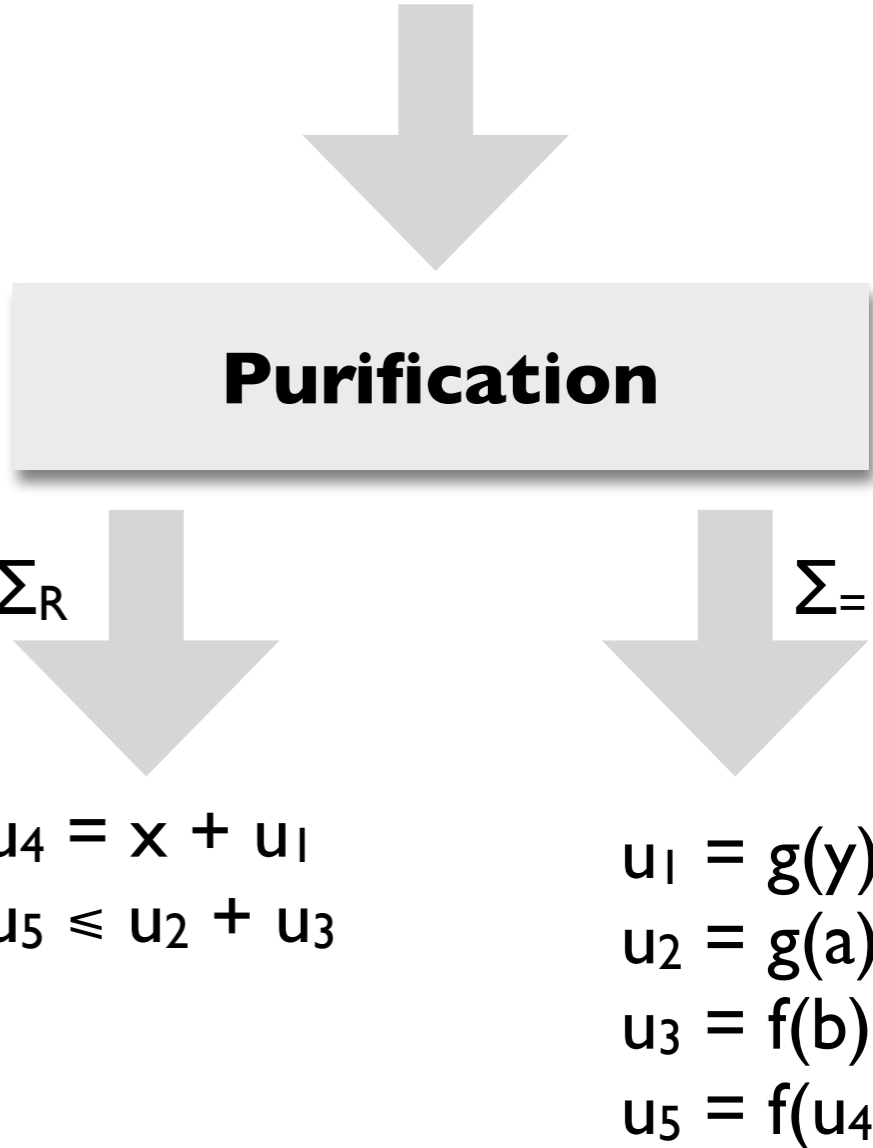 Purification
ΣR
Σ=
u4 = x + u1
u5 ⩽ u2 + u3
u1 = g(y)
u2 = g(a)
u3 = f(b)
u5 = f(u4